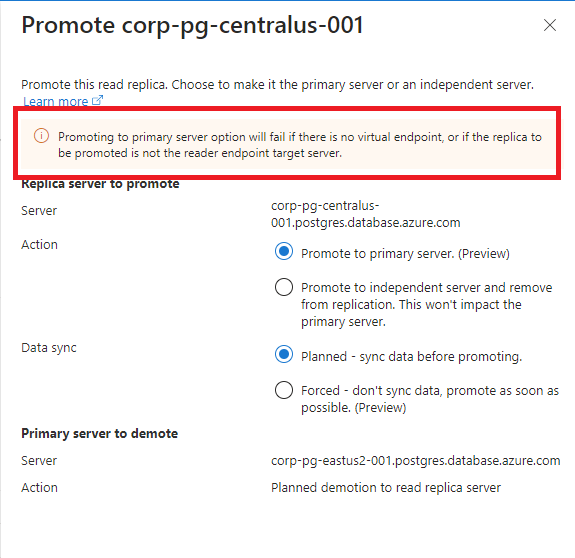 Promote corp-pg-centralus-001
Promote this read replica. Choose to make it the primary server or an independent server.
Learn more
Promoting to primary server option will fail if there is no virtual endpoint, or if the replica to
be promoted is not the reader endpoint target server.
Replica server to promote
Server
corp-pg-centralus-
001.postgres.database.azure.com
Action
Promote to primary server. (Preview)
Promote to independent server and remove
from replication. This won't impact the
primary server.
Data sync
Planned - sync data before promoting.
Forced - don't sync data, promote as soon as
possible. (Preview)
Primary server to demote
Server
corp-pg-eastus2-001.postgres.database.azure.com
Action
Planned demotion to read replica server